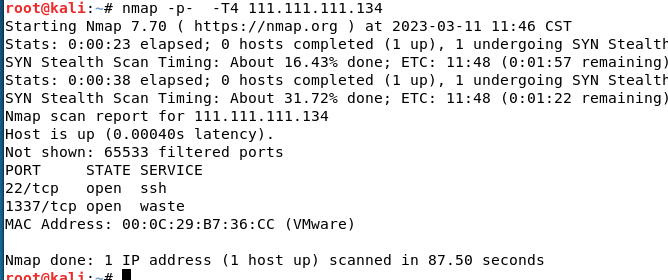 root@kali:~# nmap -p-  -T4 111.111.111.134
Starting Nmap 7.70 ( https://nmap.org ) at 2023-03-11 11:46 CST
Stats: 0:00:23 elapsed; 0 hosts completed (1 up), 1 undergoing SYN Stealth
SYN Stealth Scan Timing: About 16.43% done; ETC: 11:48 (0:01:57 remaining)
Stats: 0:00:38 elapsed; 0 hosts completed (1 up), 1 undergoing SYN Stealth
SYN Stealth Scan Timing: About 31.72% done; ETC: 11:48 (0:01:22 remaining)
Nmap scan report for 111.111.111.134
Host is up (0.00040s latency).
Not shown: 65533 filtered ports
PORT     STATE SERVICE
22/tcp   open  ssh
1337/tcp open  waste
MAC Address: 00:0C:29:B7:36:CC (VMware)
Nmap done: 1 IP address (1 host up) scanned in 87.50 seconds
root@kali:~#